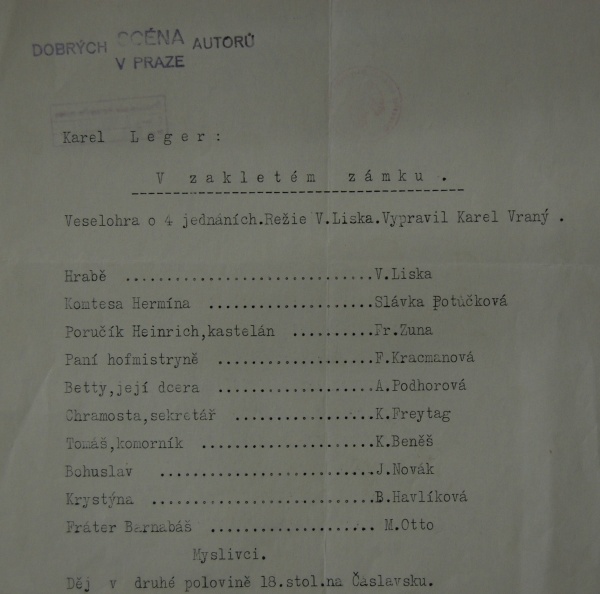 DOBRÝCH SCÉNA AUTORŮ
V PRAZE
Karel Leger:
V zakletém zámku.
Veselohra o 4 jednáních.Režie V.Liska.Vypravil Karel Vraný.
Hrabě ..............................V.Liska
Komtesa Hermína ....................Slávka Potůčková
Poručík Heinrich,kastelán ..........Fr.Zuna
Paní hofmistryně ...................F.Kracmanová
Betty,její dcera ...................A.Podhorová
Chramosta,sekretář .................K.Freytag
Tomáš,komorník .....................K.Beněš
Bohuslav ..........................J.Novák
Krystýna ...........................B.Havlíková
Fráter Barnabáš .................... M.Otto
Myslivci.
Děj v druhé polovině 18.stol.na Čáslavsku.